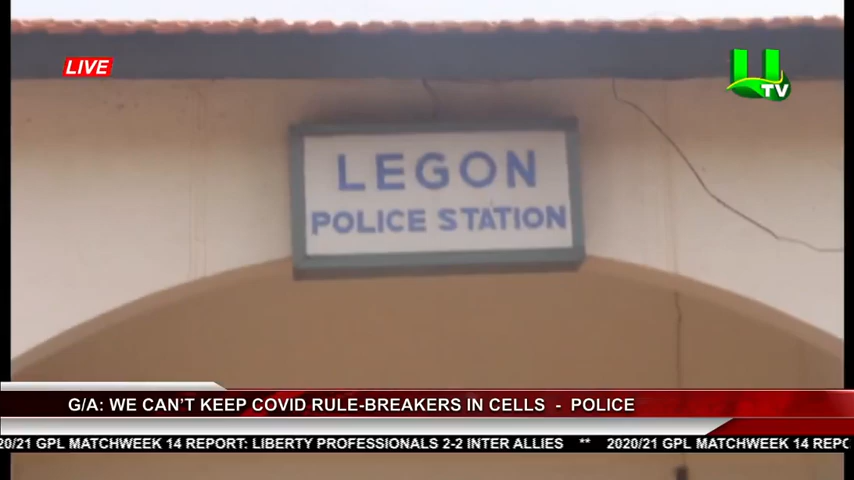 LIVE
U
TV
LEGON
POLICE STATION
G/A: WE CAN'T KEEP COVID RULE-BREAKERS IN CELLS - POLICE
20/21 GPL MATCHWEEK 14 REPORT: LIBERTY PROFESSIONALS 2-2 INTER ALLIES ** 2020/21 GPL MATCHWEEK 14 REPO